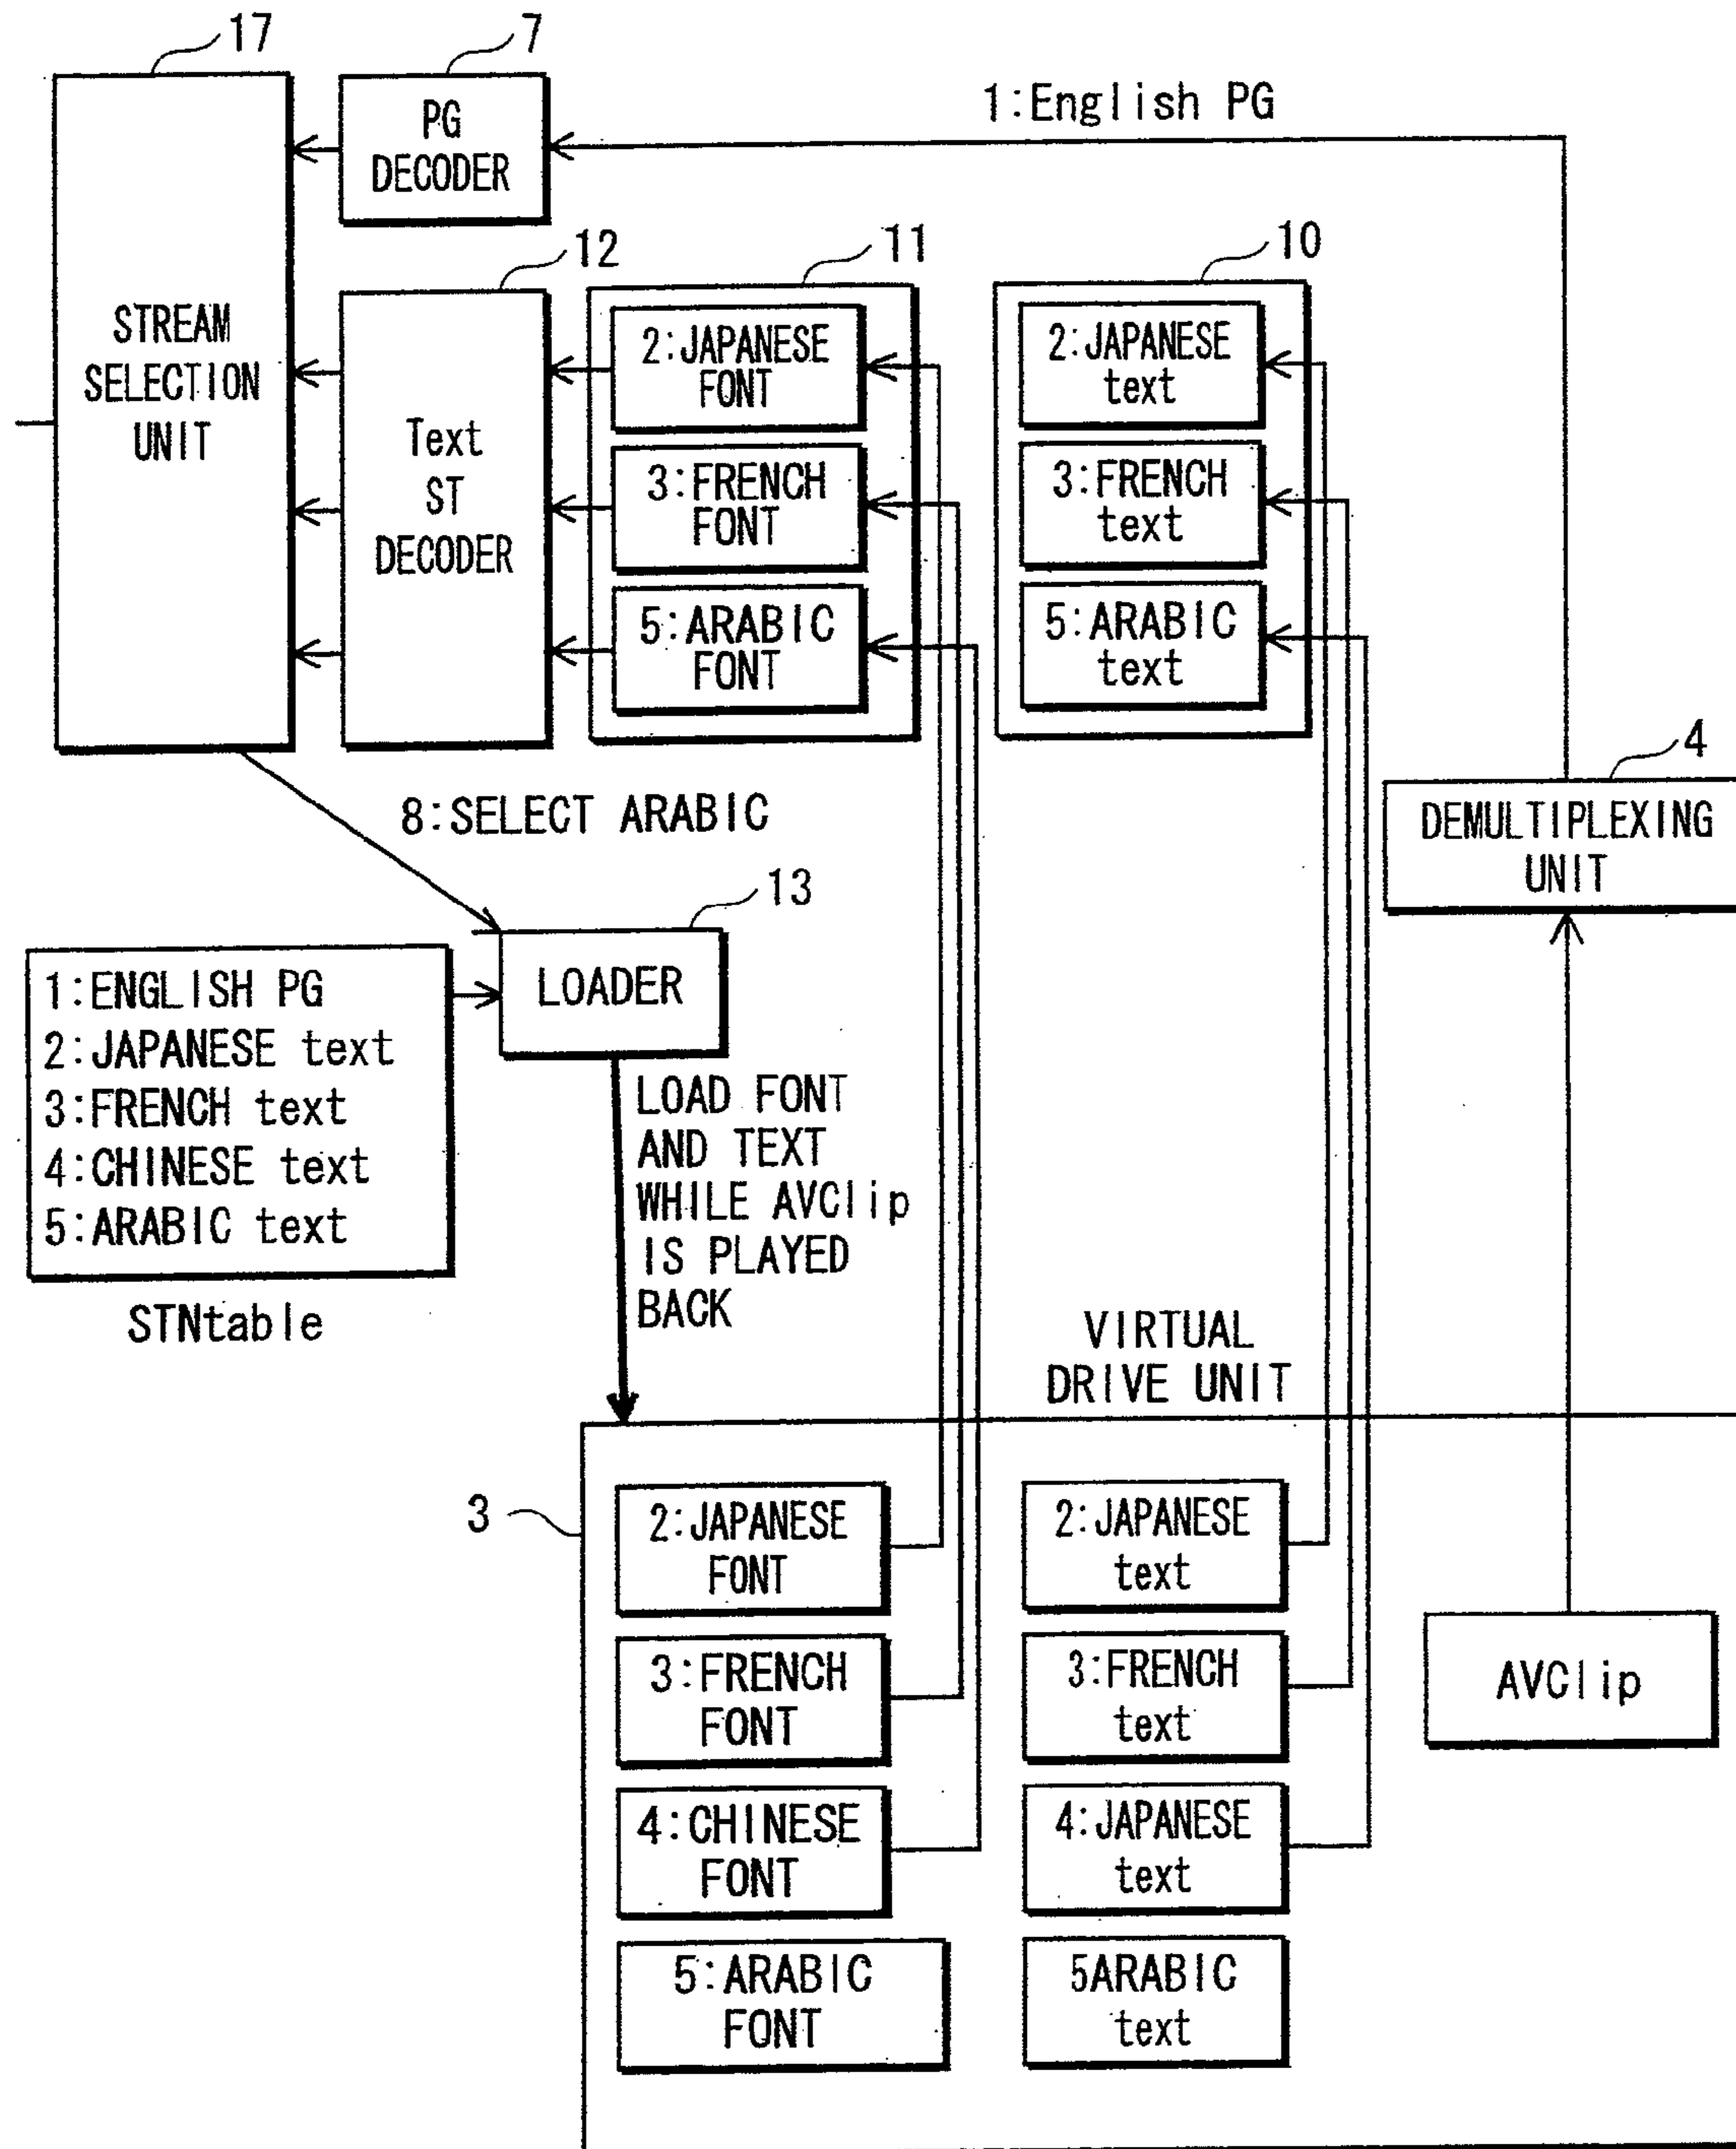 17
7
1:English PG
PG
DECODER
12
11
10
STREAM
SELECTION
UNIT
Text
ST
DECODER
2:JAPANESE
FONT
3:FRENCH
FONT
5:ARABIC
FONT
2:JAPANESE
text
3:FRENCH
text
5:ARABIC
text
4
DEMULTIPLEXING
UNIT
8:SELECT ARABIC
13
LOADER
1:ENGLISH PG
2:JAPANESE text
3:FRENCH text
4:CHINESE text
5:ARABIC text
STNtable
LOAD FONT
AND TEXT
WHILE AVClip
IS PLAYED
BACK
VIRTUAL
DRIVE UNIT
3
2:JAPANESE
FONT
3:FRENCH
FONT
4:CHINESE
FONT
5:ARABIC
FONT
2:JAPANESE
text
3:FRENCH
text
4:JAPANESE
text
5ARABIC
text
AVClip